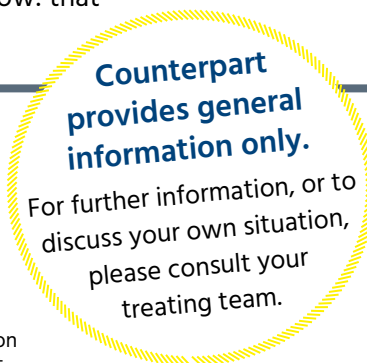 that
Counterpart
provides general
information only.
For further information, or to
discuss your own situation,
please consult your
treating team.
on